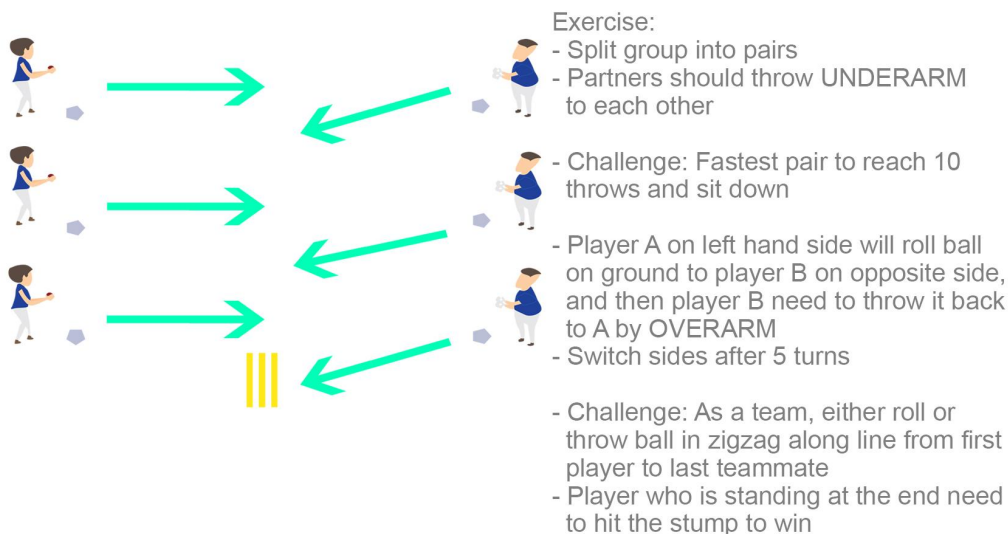 Exercise:
- Split group into pairs
- Partners should throw UNDERARM
to each other
- Challenge: Fastest pair to reach 10
throws and sit down
- Player A on left hand side will roll ball
on ground to player B on opposite side,
and then player B need to throw it back
to A by OVERARM
- Switch sides after 5 turns
- Challenge: As a team, either roll or
throw ball in zigzag along line from first
player to last teammate
- Player who is standing at the end need
to hit the stump to win